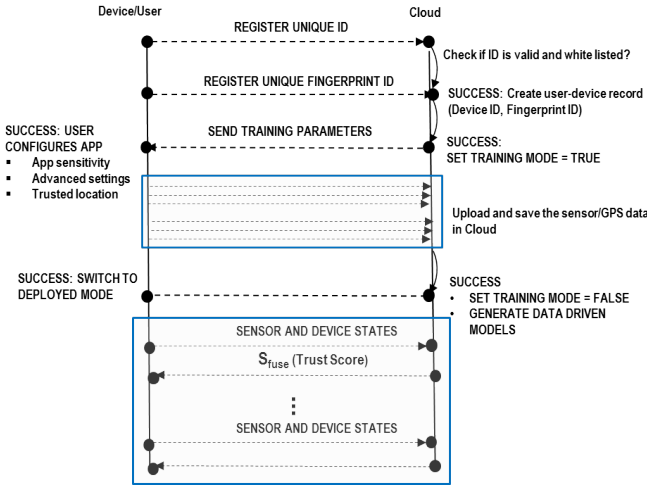 Device/User
Cloud
REGISTER UNIQUE ID
Check if ID is valid and white listed?
REGISTER UNIQUE FINGERPRINT ID
SUCCESS: Create user-device record
(Device ID, Fingerprint ID)
SEND TRAINING PARAMETERS
SUCCESS: USER
CONFIGURES APP
▪ App sensitivity
▪ Advanced settings
▪ Trusted location
SUCCESS:
SET TRAINING MODE = TRUE
Upload and save the sensor/GPS data
in Cloud
SUCCESS: SWITCH TO
DEPLOYED MODE
SUCCESS
• SET TRAINING MODE = FALSE
• GENERATE DATA DRIVEN
MODELS
SENSOR AND DEVICE STATES
Sfuse (Trust Score)
⋮
SENSOR AND DEVICE STATES